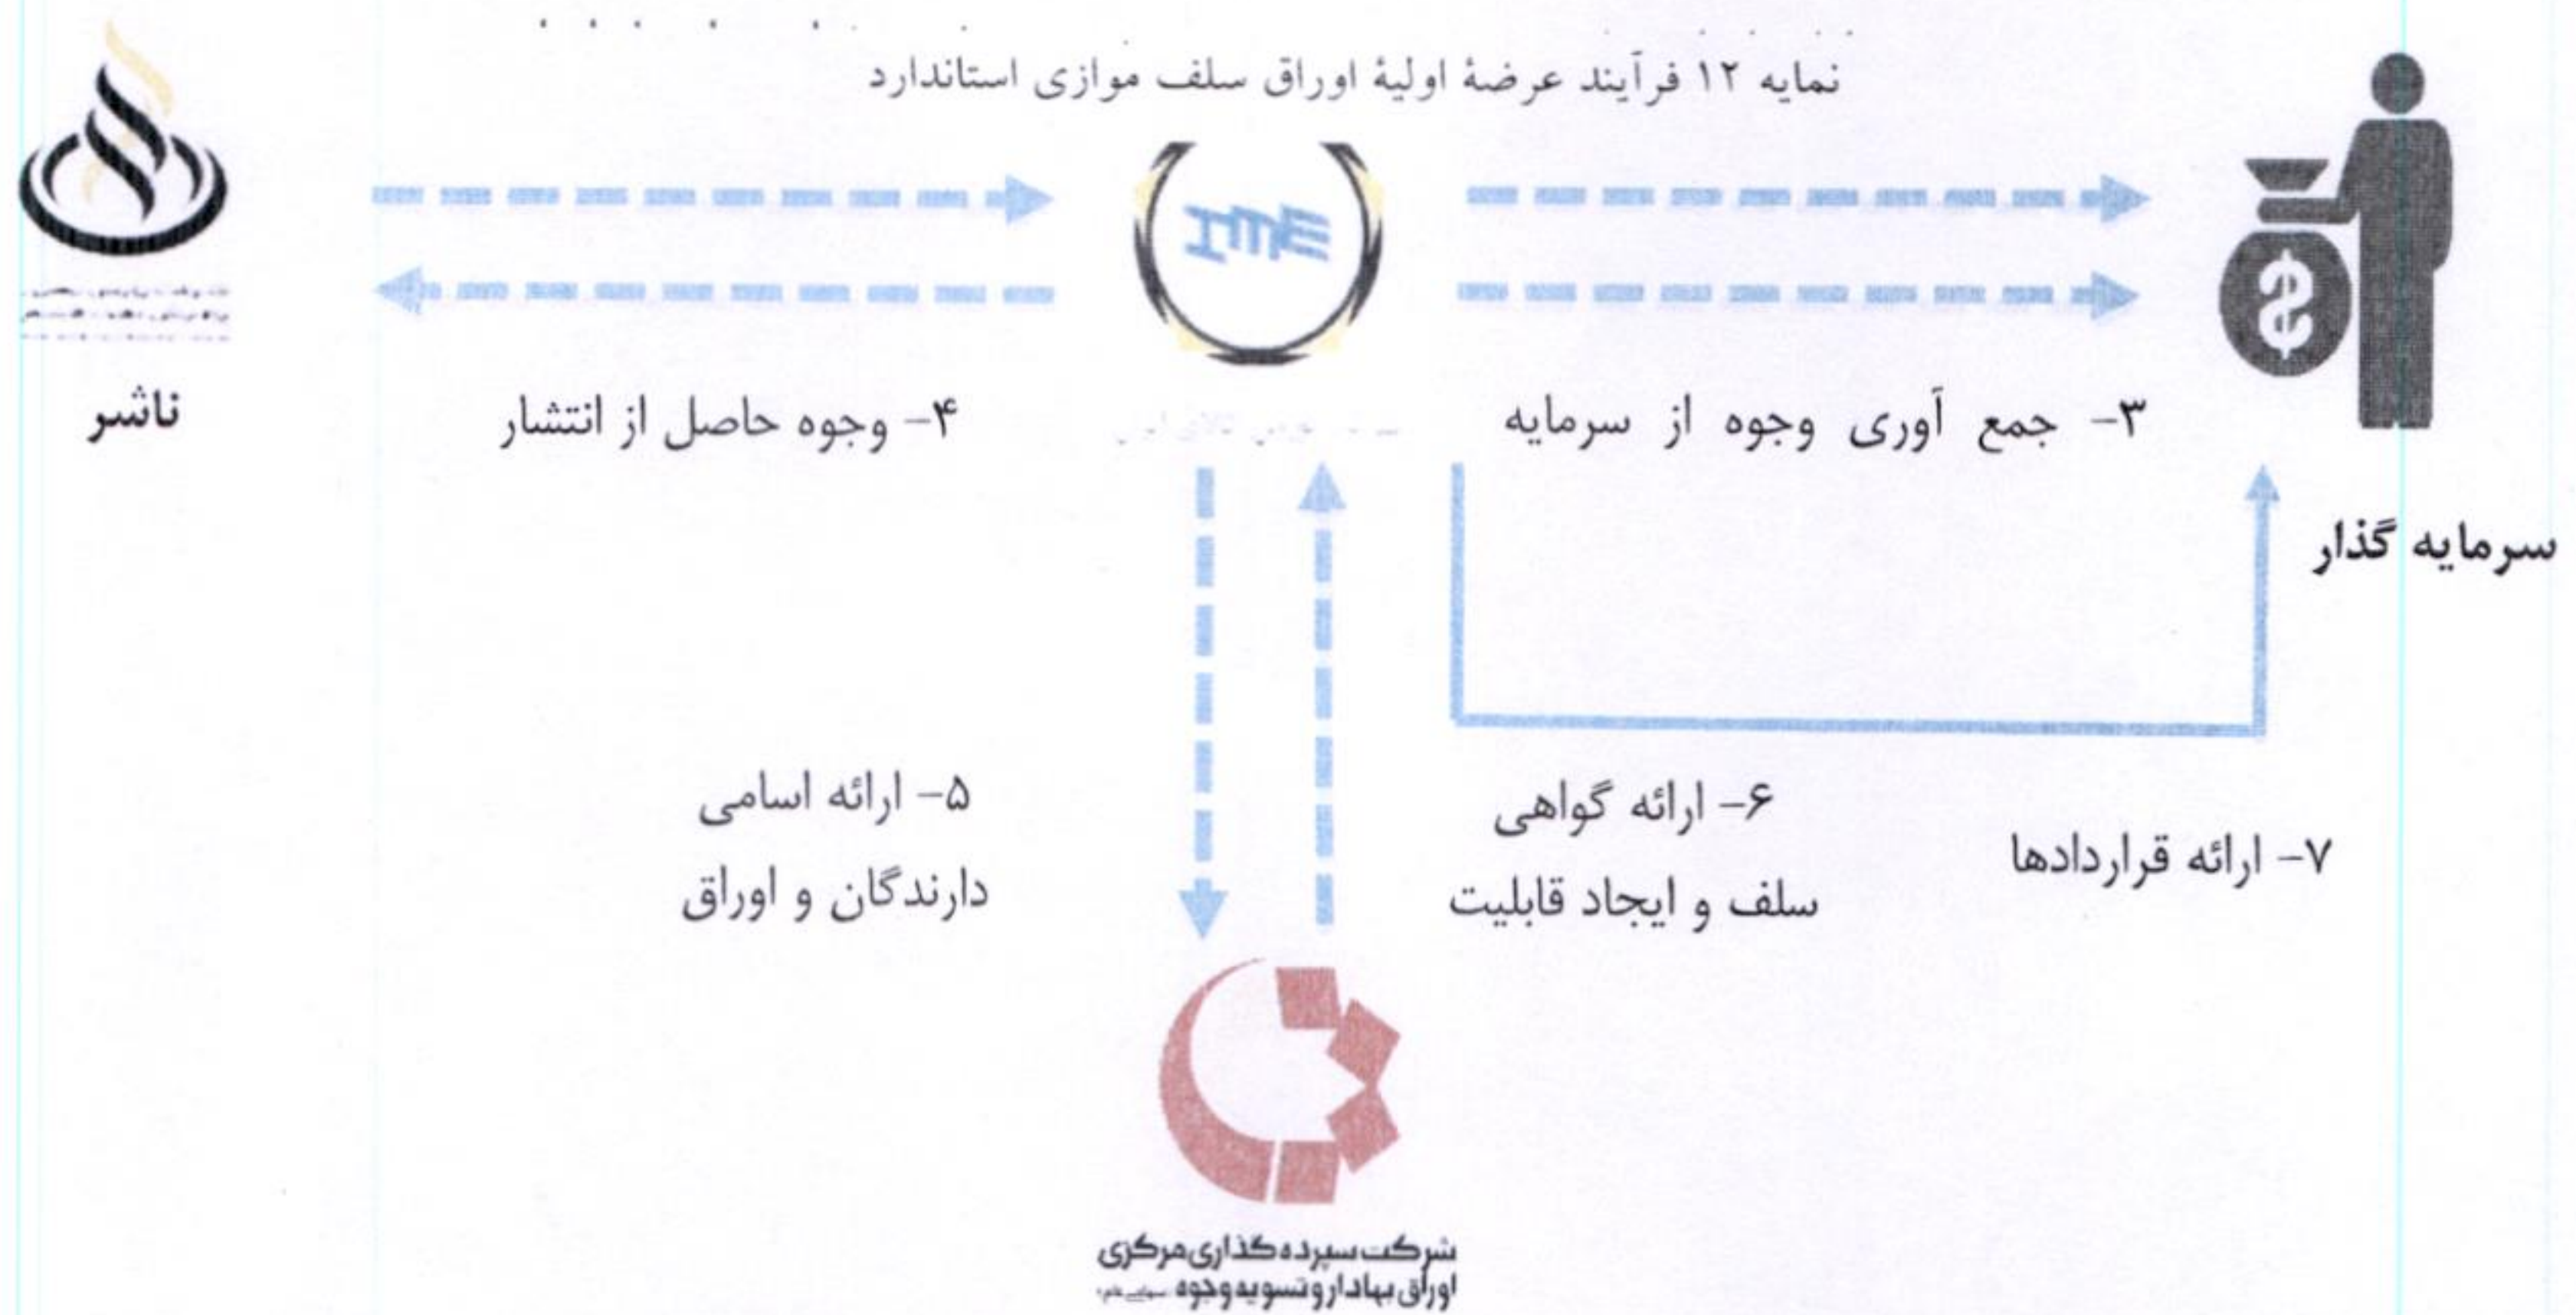 نمایه ۱۲ فرآیند عرضهٔ اولیهٔ اوراق سلف موازی استاندارد
IME
ناشر
۴- وجوه حاصل از انتشار
۳- جمع آوری وجوه از سرمایه
سرمایه گذار
۵- ارائه اسامی
دارندگان و اوراق
۶- ارائه گواهی
سلف و ایجاد قابلیت
۷- ارائه قراردادها
شرکت سپرده گذاری مرکزی
اوراق بهادار و تسویه وجوه